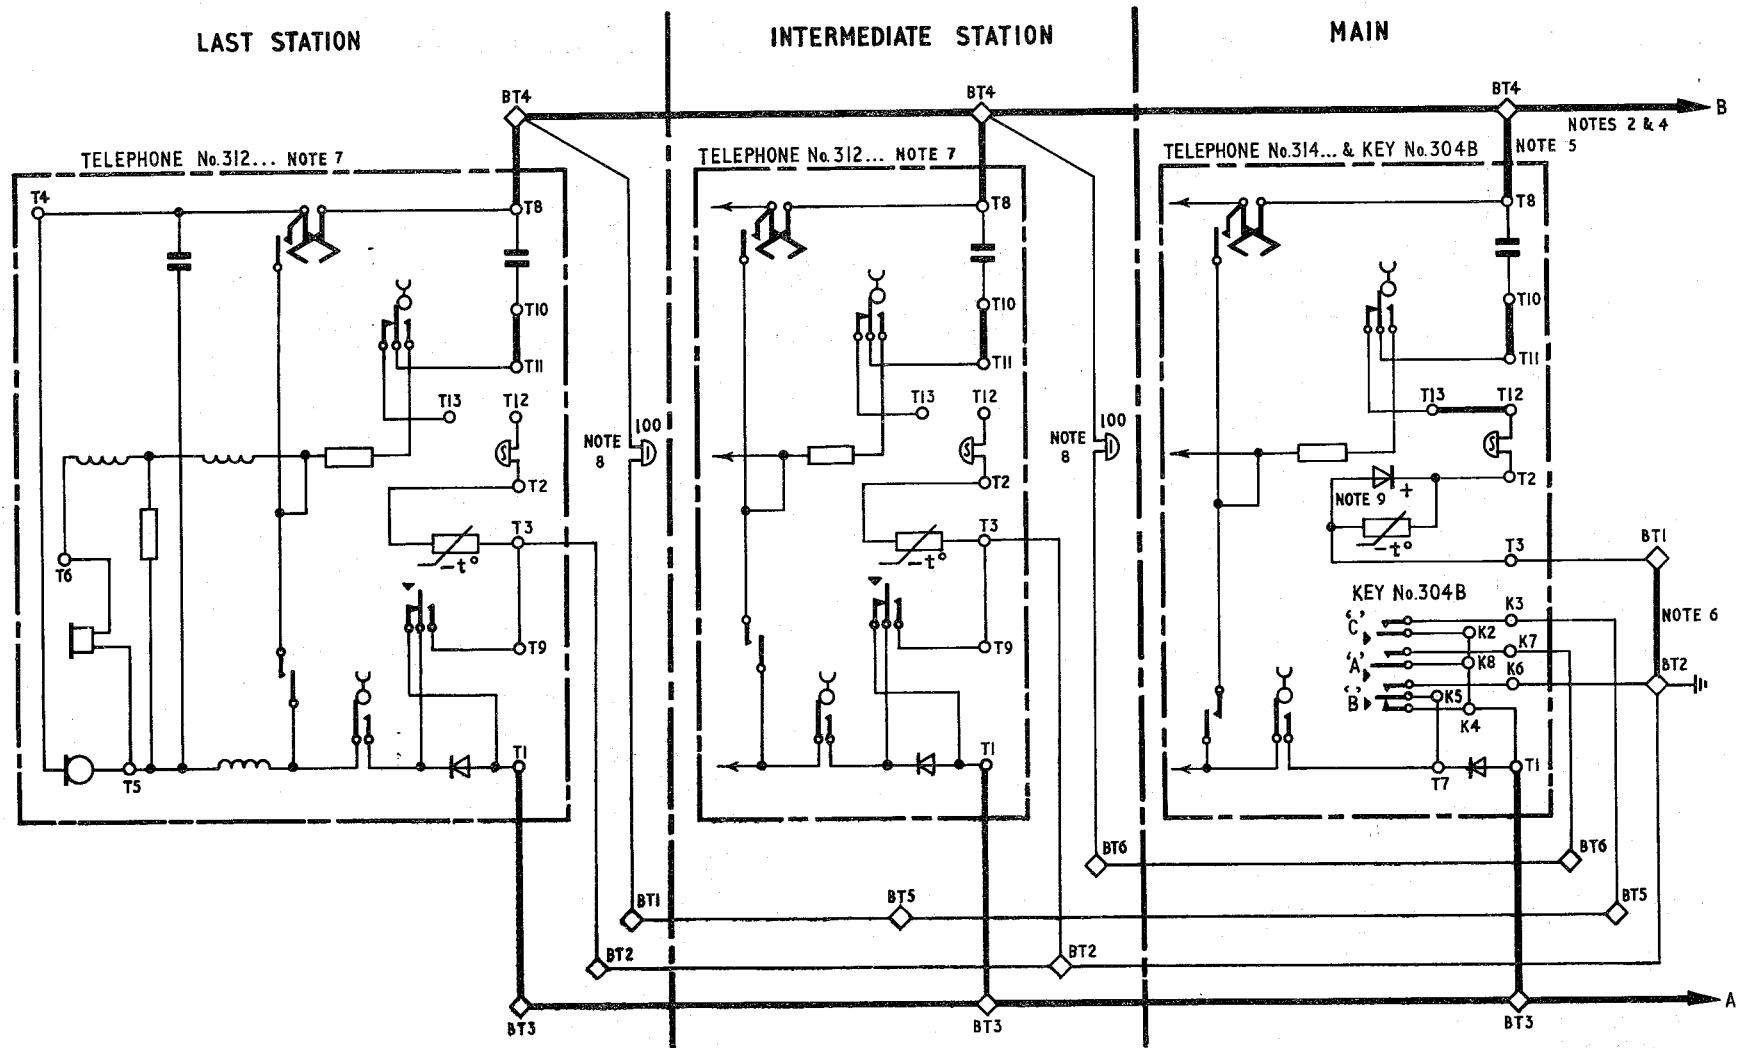 LAST STATION
INTERMEDIATE STATION
MAIN
BT4
BT4
BT4
B
NOTES 2 & 4
NOTE 5
TELEPHONE No.312... NOTE 7
TELEPHONE No.312... NOTE 7
TELEPHONE No.314... & KEY No.304B
T4
T8
T8
T8
T10
T10
T10
T11
T11
T11
T13
T12
T13
T12
T13
T12
NOTE
8
100
NOTE
8
100
S
S
S
T2
T2
T2
NOTE 9
+
T3
T3
T3
-t°
-t°
-t°
BT1
T6
KEY No.304B
K3
'C'
K2
K7
'A'
K8
K6
'B'
K5
K4
NOTE 6
BT2
T9
T9
T5
T1
T1
T7
T1
BT6
BT6
BT1
BT5
BT5
BT2
BT2
A
BT3
BT3
BT3